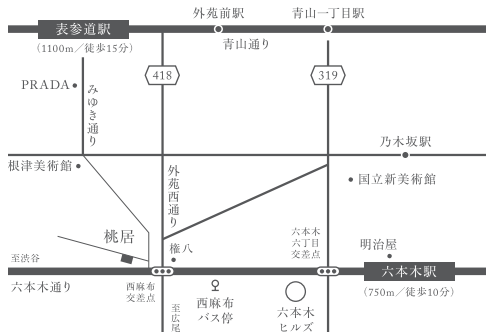 外苑前駅
青山一丁目駅
表参道駅
(1100m／徒歩15分)
青山通り
418
319
PRADA
みゆき通り
乃木坂駅
根津美術館
国立新美術館
外苑西通り
桃居
権八
六本木
六丁目
交差点
明治屋
至渋谷
六本木駅
六本木通り
西麻布
交差点
(750m／徒歩10分)
西麻布
バス停
六本木
ヒルズ
至広尾